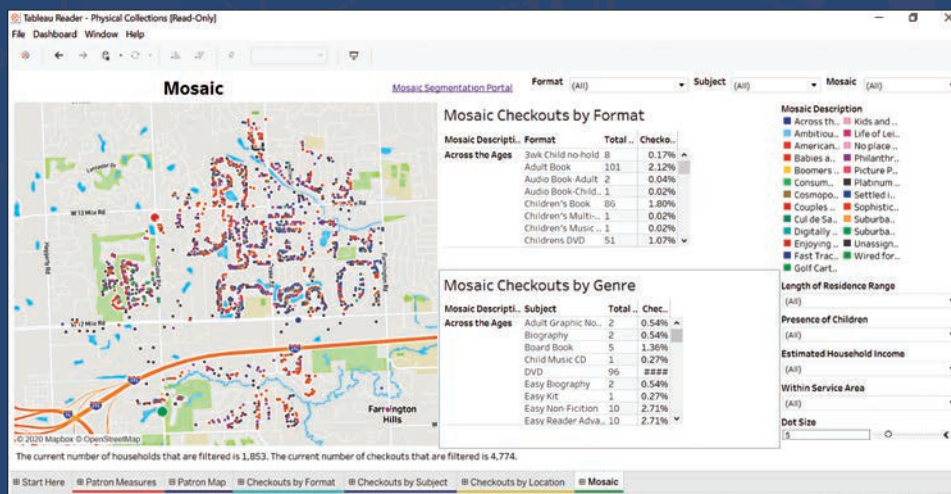 Tableau Reader - Physical Collections [Read-Only]
File Dashboard Window Help
Mosaic
Mosaic Segmentation Portal
Format (All) Subject (All) Mosaic (All)
Mosaic Checkouts by Format
Mosaic Descripti.. Format Total .. Checko..
Across the Ages 3wk Child no-hold 8 0.17%
Adult Book 101 2.12%
Audio Book-Adult 2 0.04%
Audio Book-Child.. 1 0.02%
Children's Book 86 1.80%
Children's Multi-.. 1 0.02%
Children's Music .. 1 0.02%
Childrens DVD 51 1.07%
Mosaic Checkouts by Genre
Mosaic Descripti.. Subject Total .. Chec..
Across the Ages Adult Graphic No.. 2 0.54%
Biography 2 0.54%
Board Book 5 1.36%
Child Music CD 1 0.27%
DVD 96 ####
Easy Biography 2 0.54%
Easy Kit 1 0.27%
Easy Non Ficition 10 2.71%
Easy Reader Adva.. 10 2.71%
Mosaic Description
Across th.. Kids and ..
Ambitiou.. Life of Lei..
American.. No place ..
Babies a.. Philanthr..
Boomers .. Picture P..
Consum.. Platinum ..
Cosmopo.. Settled i..
Couples .. Sophistic..
Cul de Sa.. Suburba..
Digitally .. Suburba..
Enjoying .. Unassign..
Fast Trac.. Wired for..
Golf Cart..
Length of Residence Range
(All)
Presence of Children
(All)
Estimated Household Income
(All)
Within Service Area
(All)
Dot Size
5
W 13 Mile Rd
Haggerty Rd
W 12 Mile Rd
Farmington
Hills
© 2020 Mapbox © OpenStreetMap
The current number of households that are filtered is 1,853. The current number of checkouts that are filtered is 4,774.
Start Here Patron Measures Patron Map Checkouts by Format Checkouts by Subject Checkouts by Location Mosaic